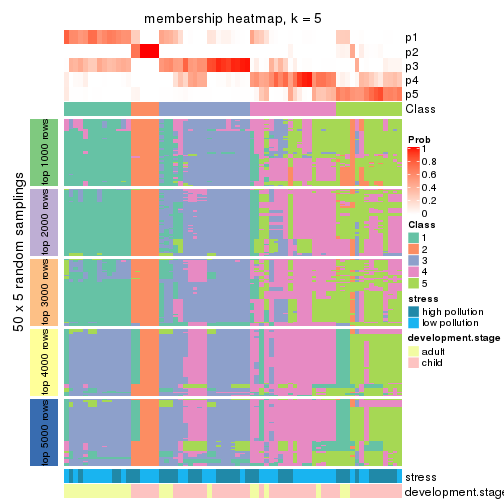 membership heatmap, k = 5
p1
p2
p3
p4
p5
Class
50 x 5 random samplings
top 1000 rows
top 2000 rows
top 3000 rows
top 4000 rows
top 5000 rows
stress
development.stage
Prob
1
0.8
0.6
0.4
0.2
0
Class
1
2
3
4
5
stress
high pollution
low pollution
development.stage
adult
child